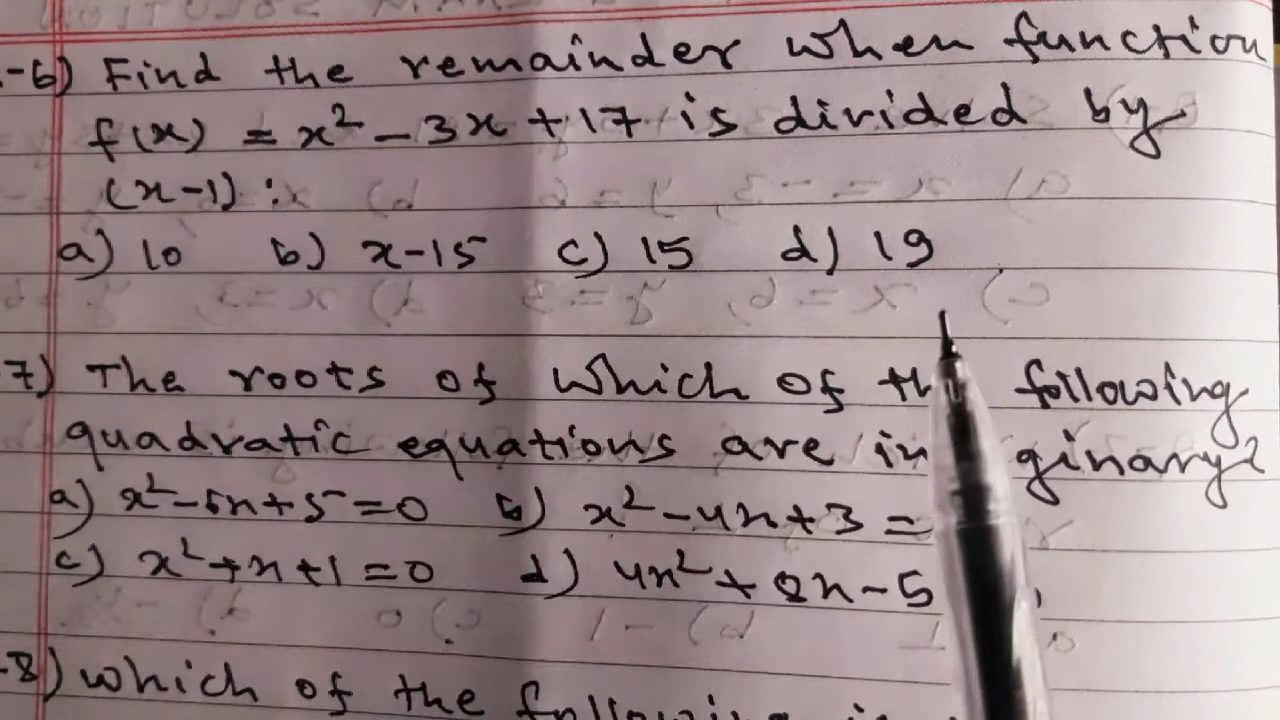 -6) Find the remainder when function
f(x) = x² - 3x + 17 is divided by
(x-1) :
a) 10 b) x-15 c) 15 d) 19
7) The roots of which of the following
quadratic equations are in ginary?
a) x²-5x+5=0 b) x²-4x+3=
c) x²+x+1=0 d) 4x²+8x-5
-8) which of the following